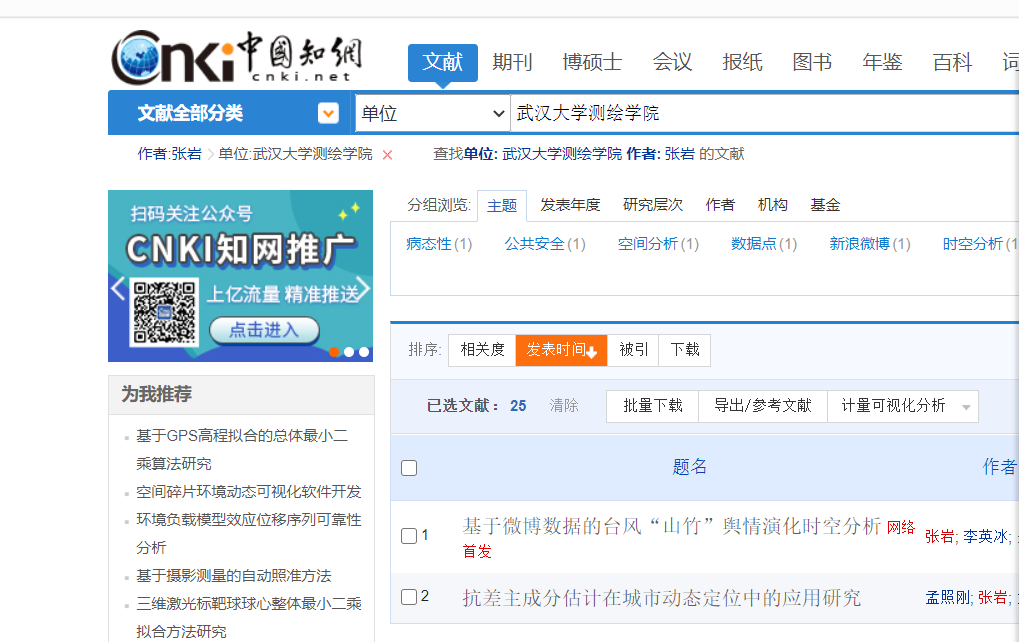 Cnki中國知網
cnki.net
文献 期刊 博硕士 会议 报纸 图书 年鉴 百科 词
文献全部分类 单位 武汉大学测绘学院
作者:张岩 单位:武汉大学测绘学院 × 查找单位: 武汉大学测绘学院 作者: 张岩 的文献
扫码关注公众号
CNKI知网推广
上亿流量 精准推送
点击进入
分组浏览: 主题 发表年度 研究层次 作者 机构 基金
病态性(1) 公共安全(1) 空间分析(1) 数据点(1) 新浪微博(1) 时空分析(1
排序: 相关度 发表时间 被引 下载
已选文献: 25 清除 批量下载 导出/参考文献 计量可视化分析
题名 作者
1 基于微博数据的台风“山竹”舆情演化时空分析 网络
首发
张岩; 李英冰;
2 抗差主成分估计在城市动态定位中的应用研究 孟照刚; 张岩;
为我推荐
基于GPS高程拟合的总体最小二
乘算法研究
空间碎片环境动态可视化软件开发
环境负载模型效应位移序列可靠性
分析
基于摄影测量的自动照准方法
三维激光标靶球球心整体最小二乘
拟合方法研究